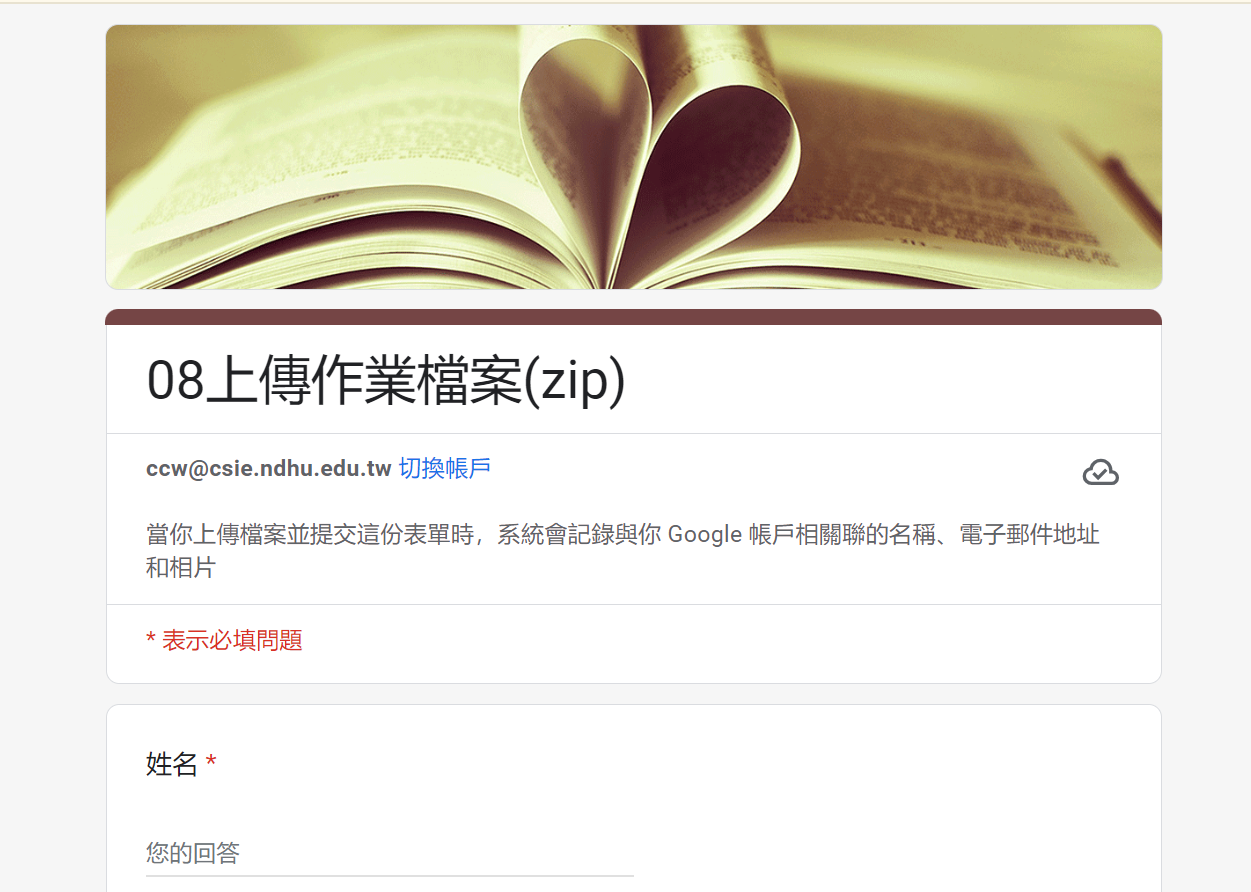 08上傳作業檔案(zip)
ccw@csie.ndhu.edu.tw 切換帳戶
當你上傳檔案並提交這份表單時，系統會記錄與你 Google 帳戶相關聯的名稱、電子郵件地址
和相片
* 表示必填問題
姓名 *
您的回答